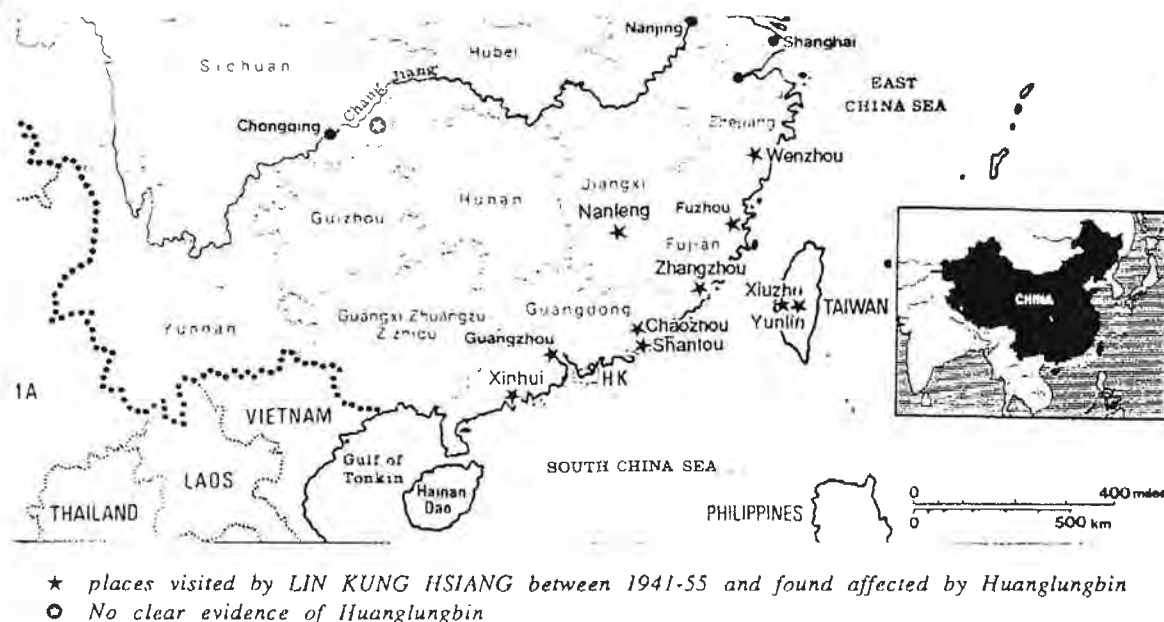 Nanjing
Shanghai
Hubei
Sichuan
EAST
CHINA SEA
Chang Jiang
Chongqing
Zhejiang
Wenzhou
Jiangxi
Hunan
Nanfeng
Fuzhou
Guizhou
Fujian
Zhangzhou
Xiuzhu
TAIWAN
CHINA
Yunlin
Guangdong
Guangxi Zhuangzu
Zizhiqu
Yunnan
Chaozhou
Guangzhou
Shantou
HK
Xinhui
1A
VIETNAM
Gulf of
Tonkin
SOUTH CHINA SEA
LAOS
Hainan
Dao
THAILAND
PHILIPPINES
0 400 miles
0 500 km
★ places visited by LIN KUNG HSIANG between 1941-55 and found affected by Huanglungbin
✪ No clear evidence of Huanglungbin